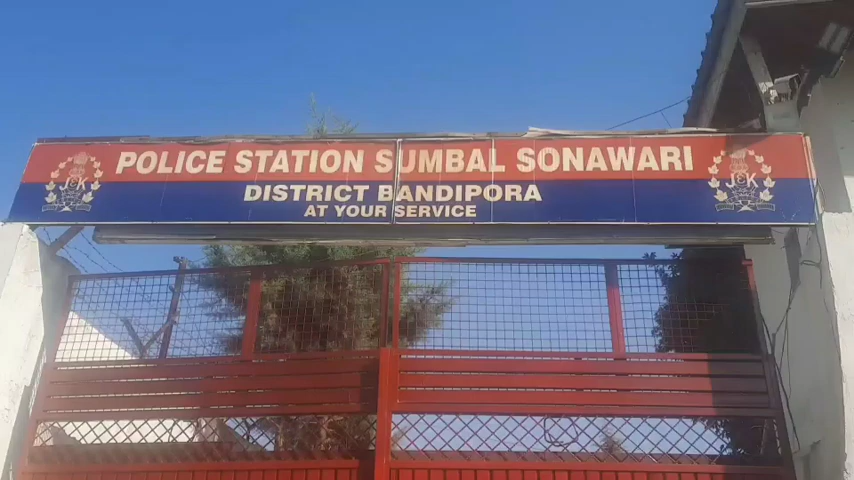 POLICE STATION SUMBAL SONAWARI
DISTRICT BANDIPORA
AT YOUR SERVICE
J&K
J&K